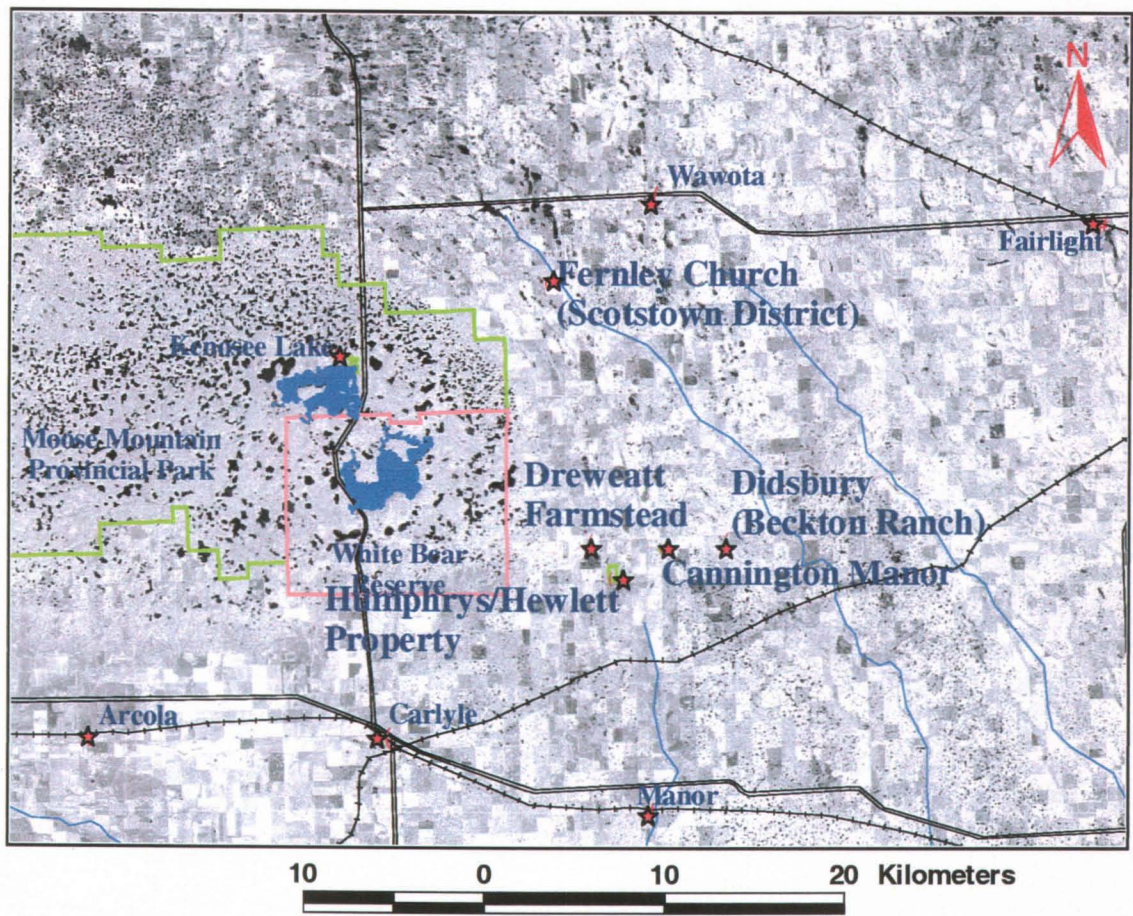 N
Wawota
Fairlight
Fernley Church
(Scotstown District)
Kenosee Lake
Moose Mountain
Provincial Park
Dreweatt
Farmstead
Didsbury
(Beckton Ranch)
White Bear
Reserve
Cannington Manor
Humphrys/Hewlett
Property
Arcola
Carlyle
Manor
10 0 10 20 Kilometers